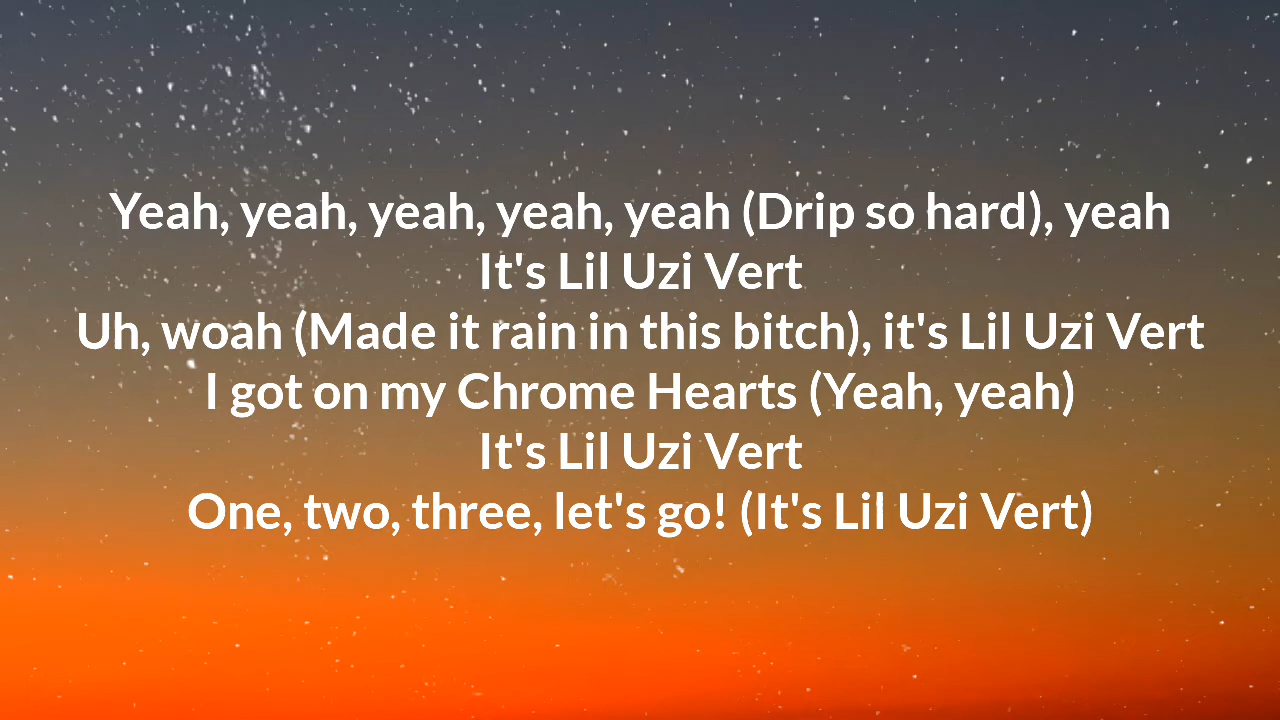 Yeah, yeah, yeah, yeah, yeah (Drip so hard), yeah
It's Lil Uzi Vert
Uh, woah (Made it rain in this bitch), it's Lil Uzi Vert
I got on my Chrome Hearts (Yeah, yeah)
It's Lil Uzi Vert
One, two, three, let's go! (It's Lil Uzi Vert)